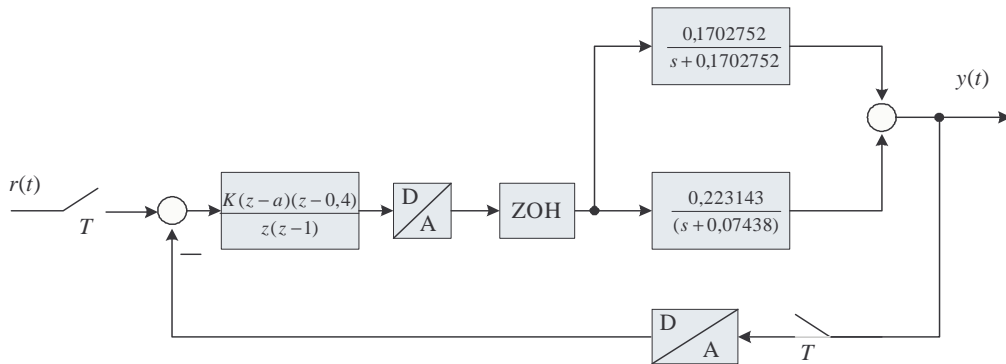 0,1702752
s+0,1702752
y(t)
r(t)
T
K(z−a)(z−0,4)
z(z−1)
D
A
ZOH
0,223143
(s+0,07438)
—
D
A
T